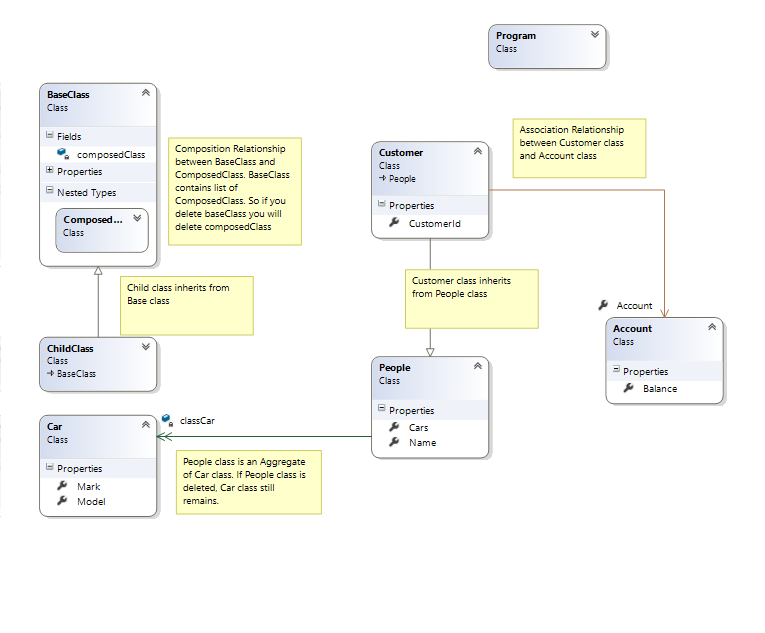 Program
Class
BaseClass
Class
Fields
composedClass
Properties
Nested Types
Composed...
Class
Composition Relationship
between BaseClass and
ComposedClass. BaseClass
contains list of
ComposedClass. So if you
delete baseClass you will
delete composedClass
Customer
Class
People
Properties
CustomerId
Association Relationship
between Customer class
and Account class
Child class inherits from
Base class
Customer class inherits
from People class
Account
Account
Class
Properties
Balance
ChildClass
Class
BaseClass
People
Class
Properties
Cars
Name
Car
Class
Properties
Mark
Model
classCar
People class is an Aggregate
of Car class. If People class is
deleted, Car class still
remains.